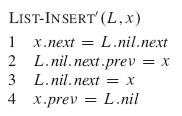 LIST-INSERT′(L, x)
1 x.next = L.nil.next
2 L.nil.next.prev = x
3 L.nil.next = x
4 x.prev = L.nil